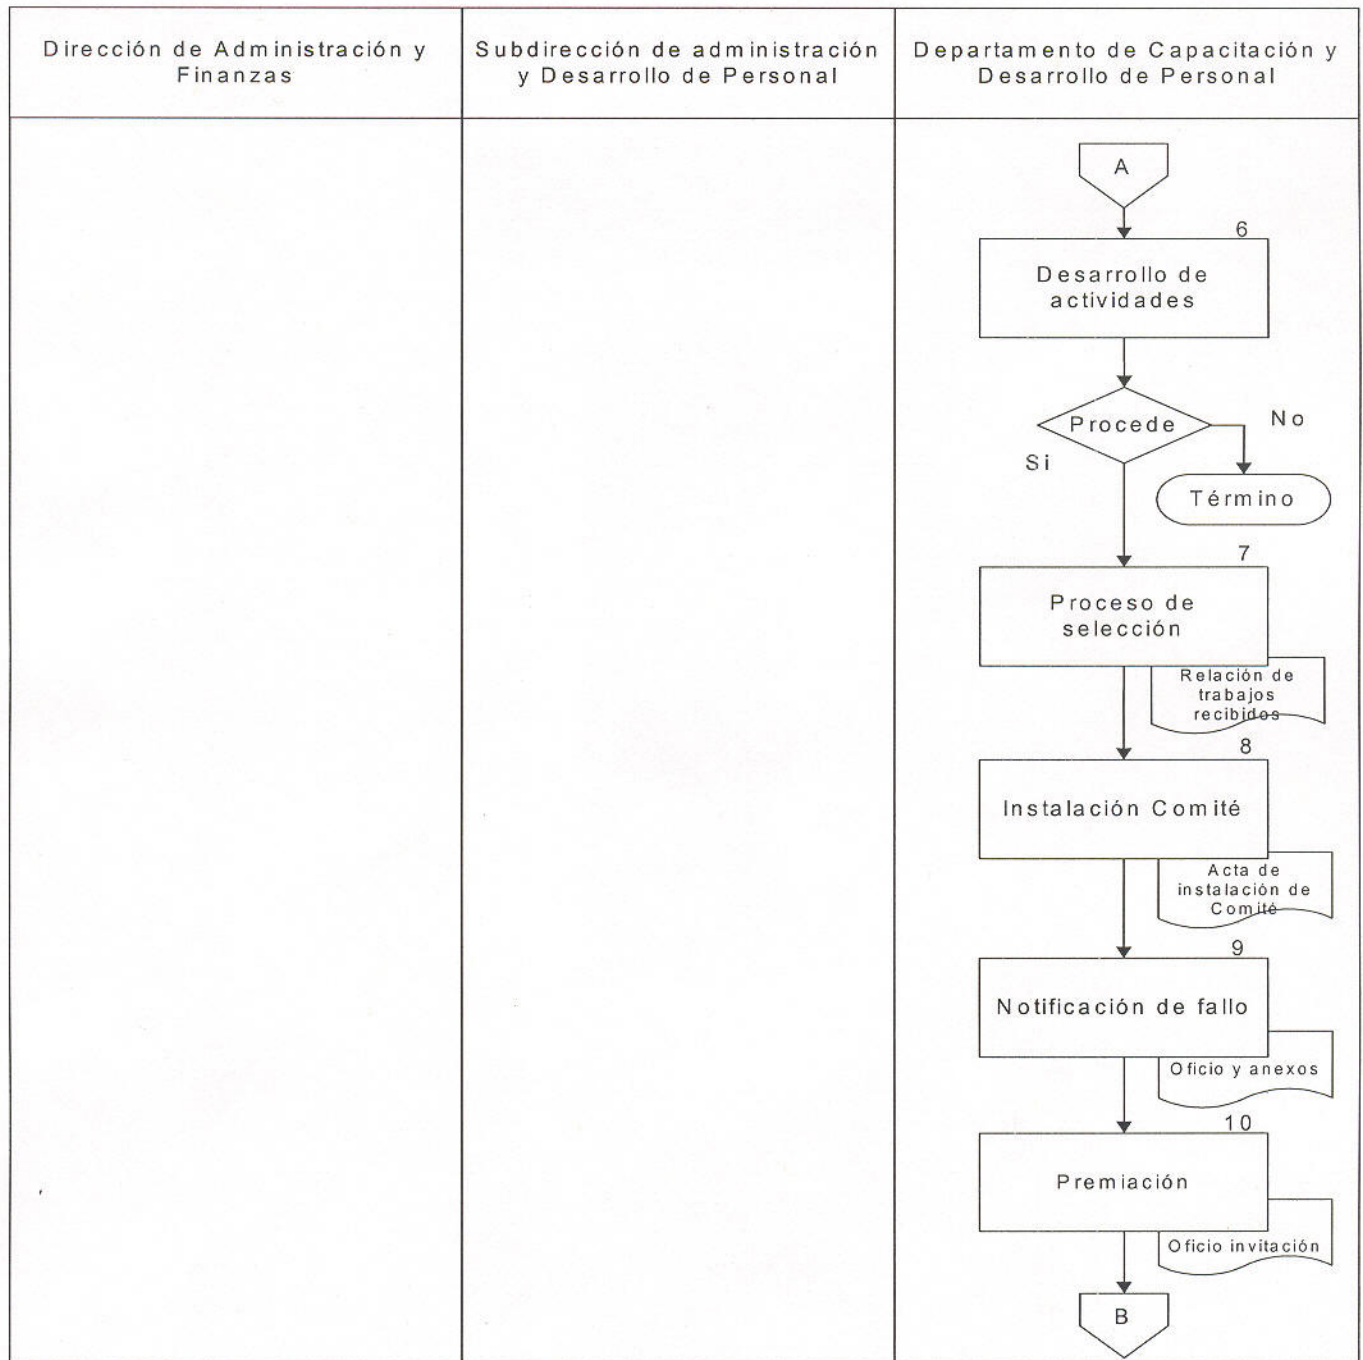 Dirección de Administración y
Finanzas
Subdirección de administración
y Desarrollo de Personal
Departamento de Capacitación y
Desarrollo de Personal
A
6
Desarrollo de
actividades
Procede
No
Si
Término
7
Proceso de
selección
Relación de
trabajos
recibidos
8
Instalación Comité
Acta de
instalación de
Comité
9
Notificación de fallo
Oficio y anexos
10
Premiación
Oficio invitación
B